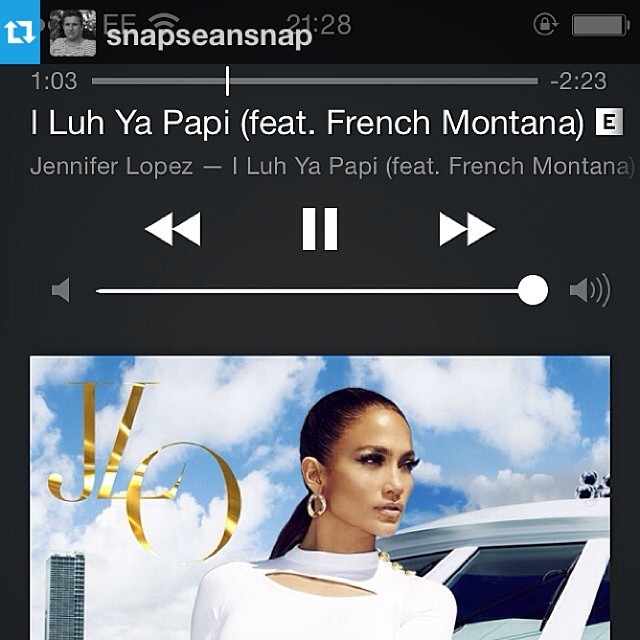 EE 21:28
snapseansnap
1:03 -2:23
I Luh Ya Papi (feat. French Montana) E
Jennifer Lopez — I Luh Ya Papi (feat. French Montana)
JLO